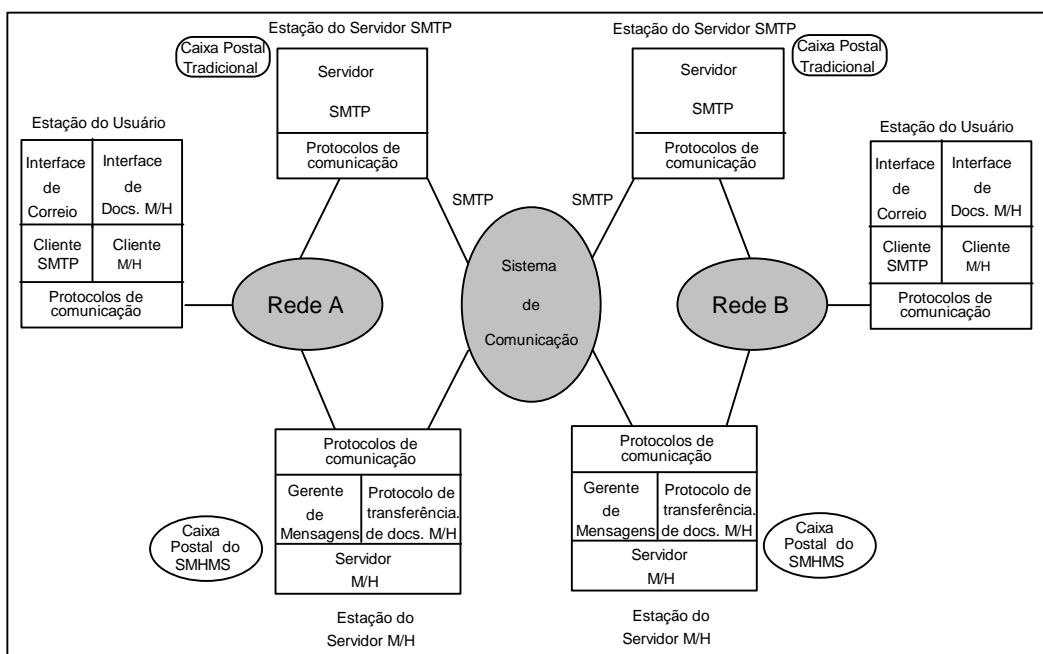 Estação do Servidor SMTP
Caixa Postal
Tradicional
Servidor
SMTP
Protocolos de
comunicação
Estação do Servidor SMTP
Caixa Postal
Tradicional
Servidor
SMTP
Protocolos de
comunicação
Estação do Usuário
Interface
de
Correio
Interface
de
Docs. M/H
Cliente
SMTP
Cliente
M/H
Protocolos de
comunicação
Estação do Usuário
Interface
de
Correio
Interface
de
Docs. M/H
Cliente
SMTP
Cliente
M/H
Protocolos de
comunicação
SMTP
SMTP
Rede A
Sistema
de
Comunicação
Rede B
Protocolos de
comunicação
Gerente
de
Mensagens
Protocolo de
transferência.
de docs. M/H
Servidor
M/H
Caixa
Postal do
SMHMS
Estação do
Servidor M/H
Protocolos de
comunicação
Gerente
de
Mensagens
Protocolo de
transferência.
de docs. M/H
Servidor
M/H
Caixa
Postal do
SMHMS
Estação do
Servidor M/H